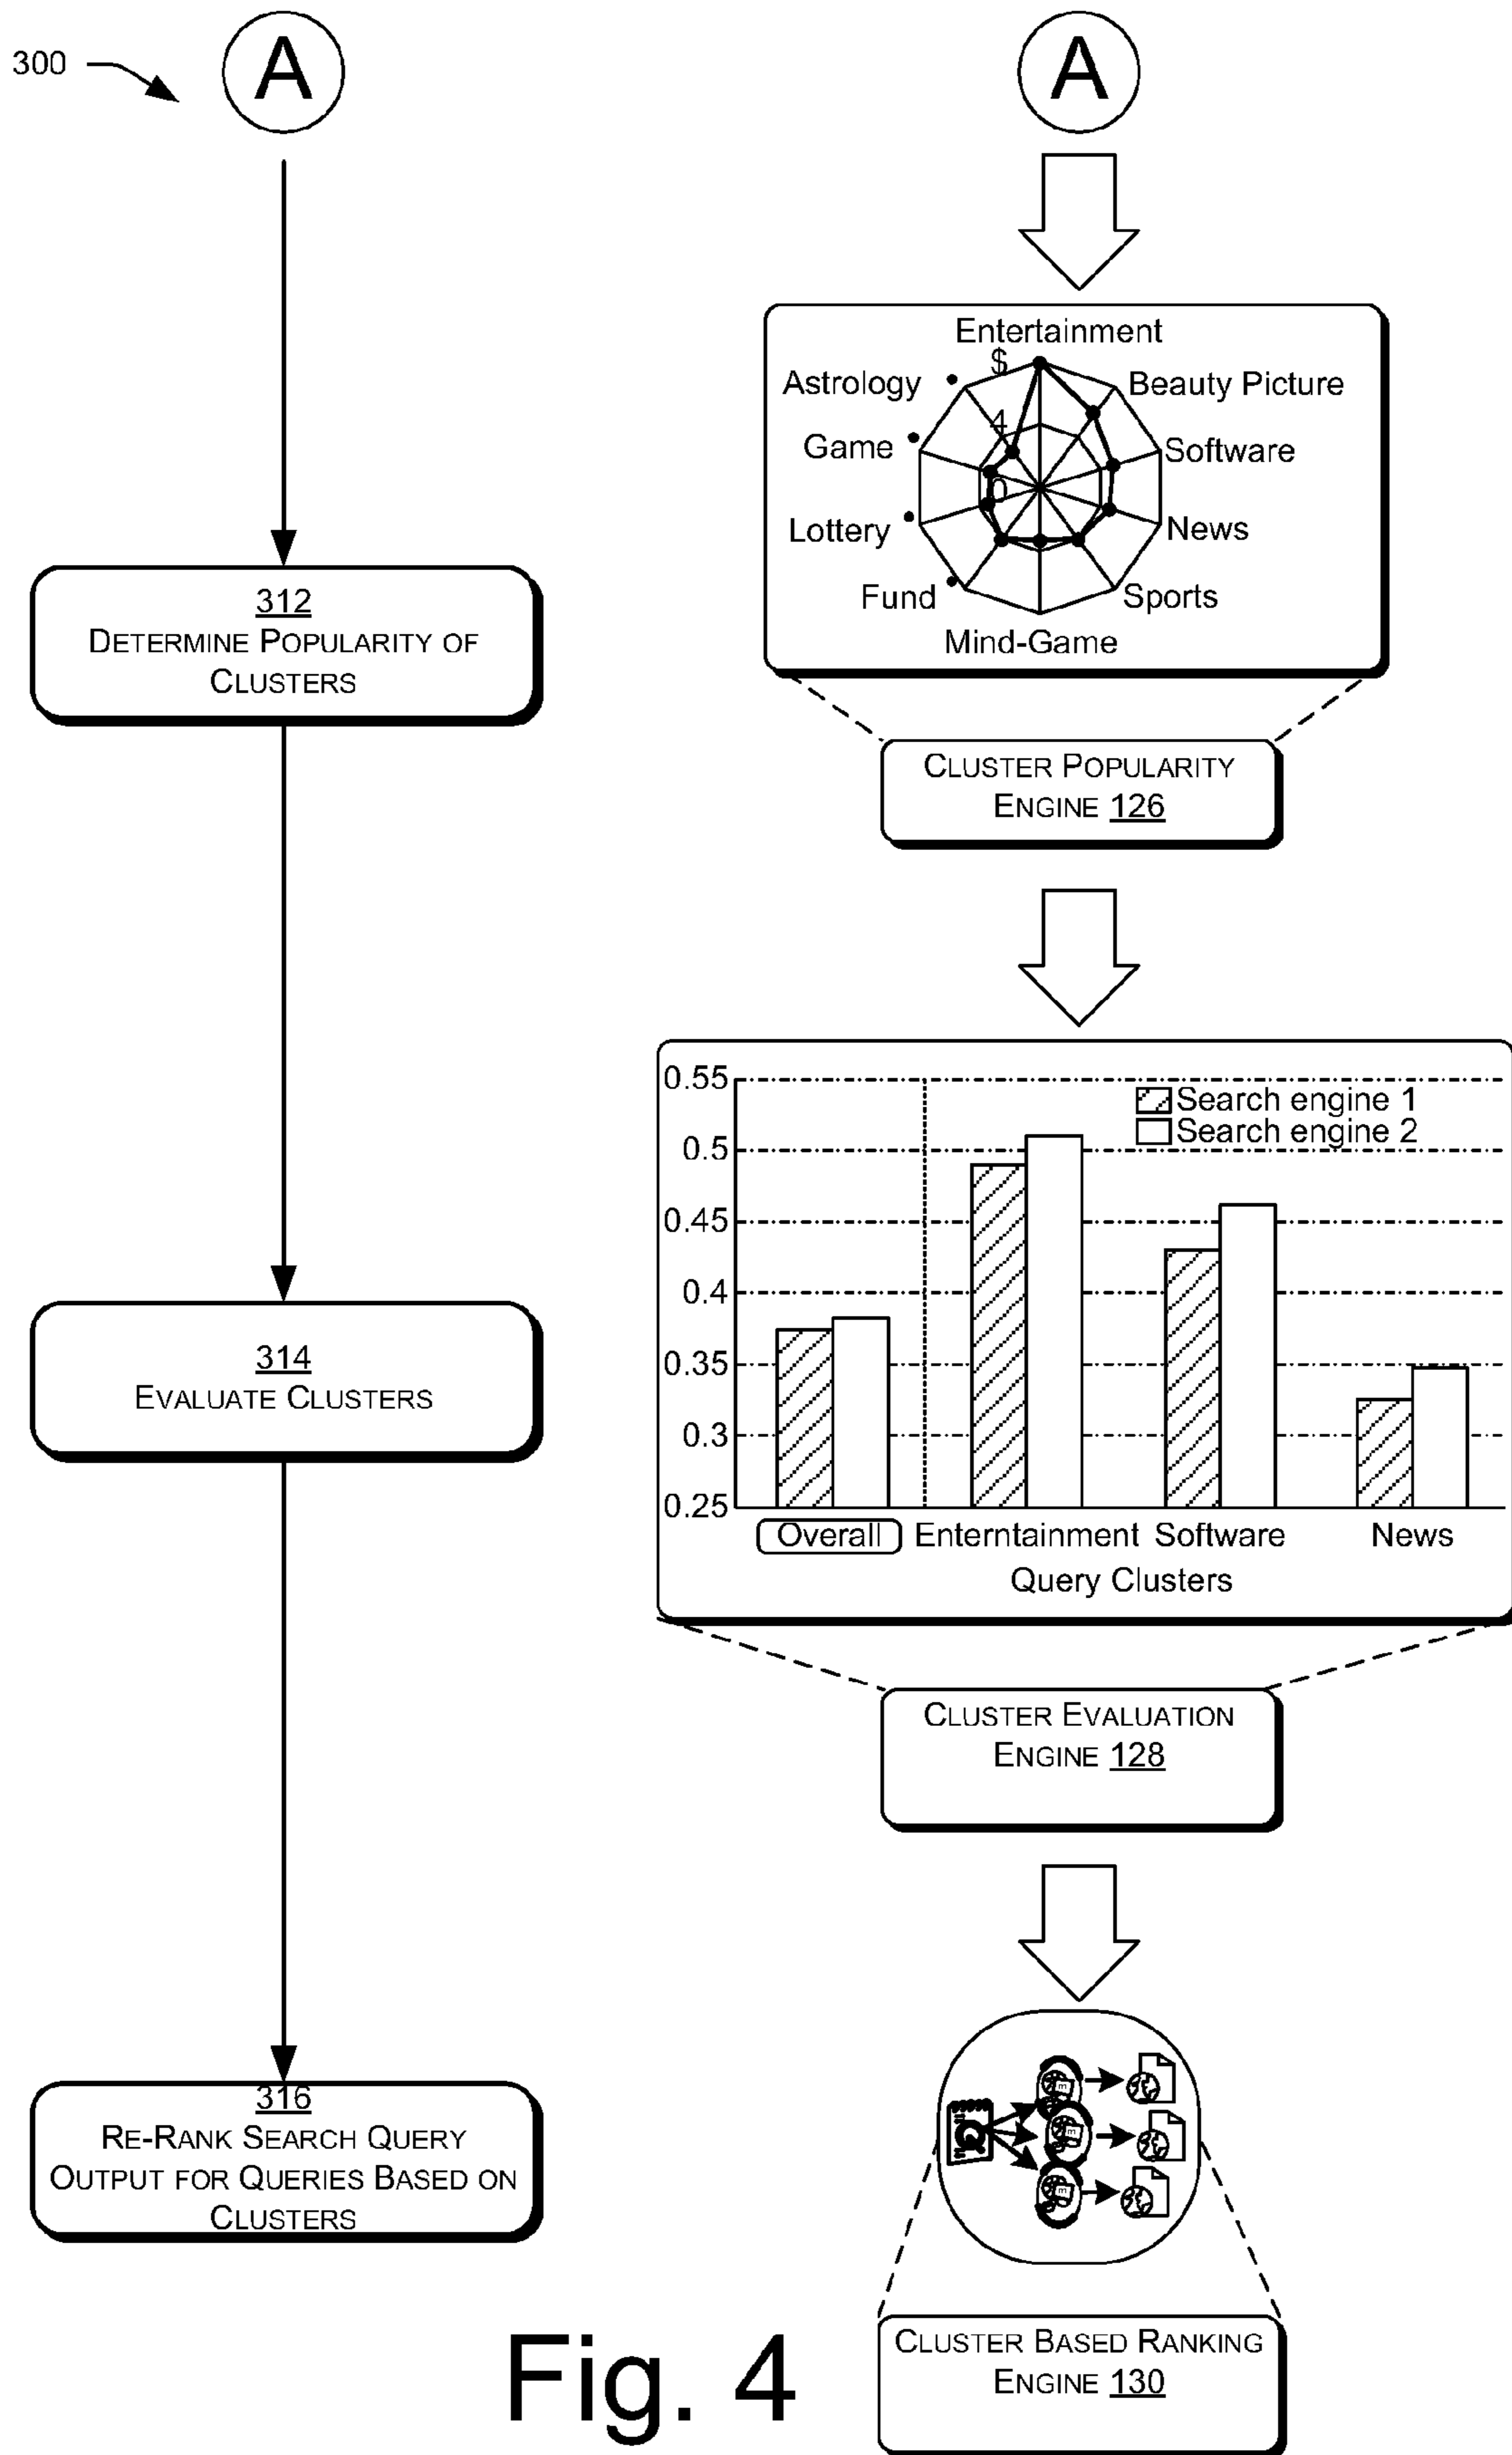 300
A
A
Entertainment
$
Astrology
Beauty Picture
4
Game
Software
0
Lottery
News
Fund
Sports
Mind-Game
312
DETERMINE POPULARITY OF
CLUSTERS
CLUSTER POPULARITY
ENGINE 126
0.55
Search engine 1
Search engine 2
0.5
0.45
0.4
0.35
0.3
0.25
Overall Enterntainment Software News
Query Clusters
314
EVALUATE CLUSTERS
CLUSTER EVALUATION
ENGINE 128
316
RE-RANK SEARCH QUERY
OUTPUT FOR QUERIES BASED ON
CLUSTERS
Q
CLUSTER BASED RANKING
ENGINE 130
Fig. 4